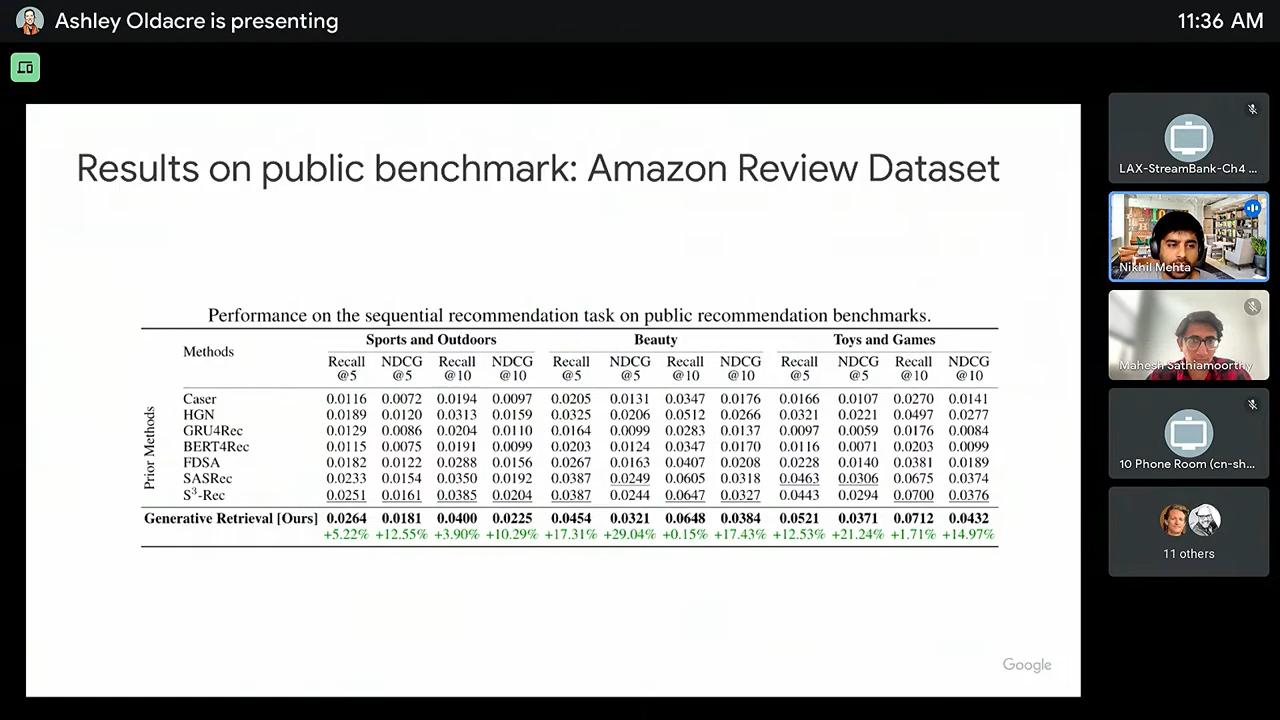 Ashley Oldacre is presenting
11:36 AM
Results on public benchmark: Amazon Review Dataset
Performance on the sequential recommendation task on public recommendation benchmarks.
Methods Sports and Outdoors Beauty Toys and Games
Recall @5 NDCG @5 Recall @10 NDCG @10 Recall @5 NDCG @5 Recall @10 NDCG @10 Recall @5 NDCG @5 Recall @10 NDCG @10
Prior Methods
Caser 0.0116 0.0072 0.0194 0.0097 0.0205 0.0131 0.0347 0.0176 0.0166 0.0107 0.0270 0.0141
HGN 0.0189 0.0120 0.0313 0.0159 0.0325 0.0206 0.0512 0.0266 0.0321 0.0221 0.0497 0.0277
GRU4Rec 0.0129 0.0086 0.0204 0.0110 0.0164 0.0099 0.0283 0.0137 0.0097 0.0059 0.0176 0.0084
BERT4Rec 0.0115 0.0075 0.0191 0.0099 0.0203 0.0124 0.0347 0.0170 0.0116 0.0071 0.0203 0.0099
FDSA 0.0182 0.0122 0.0288 0.0156 0.0267 0.0163 0.0407 0.0208 0.0228 0.0140 0.0381 0.0189
SASRec 0.0233 0.0154 0.0350 0.0192 0.0387 0.0249 0.0605 0.0318 0.0463 0.0306 0.0675 0.0374
S³-Rec 0.0251 0.0161 0.0385 0.0204 0.0387 0.0244 0.0647 0.0327 0.0443 0.0294 0.0700 0.0376
Generative Retrieval [Ours] 0.0264 0.0181 0.0400 0.0225 0.0454 0.0321 0.0648 0.0384 0.0521 0.0371 0.0712 0.0432
+5.22% +12.55% +3.90% +10.29% +17.31% +29.04% +0.15% +17.43% +12.53% +21.24% +1.71% +14.97%
Google
LAX-StreamBank-Ch4 ...
Nikhil Mehta
Mahesh Sathiamoorthy
10 Phone Room (cn-sh...
11 others